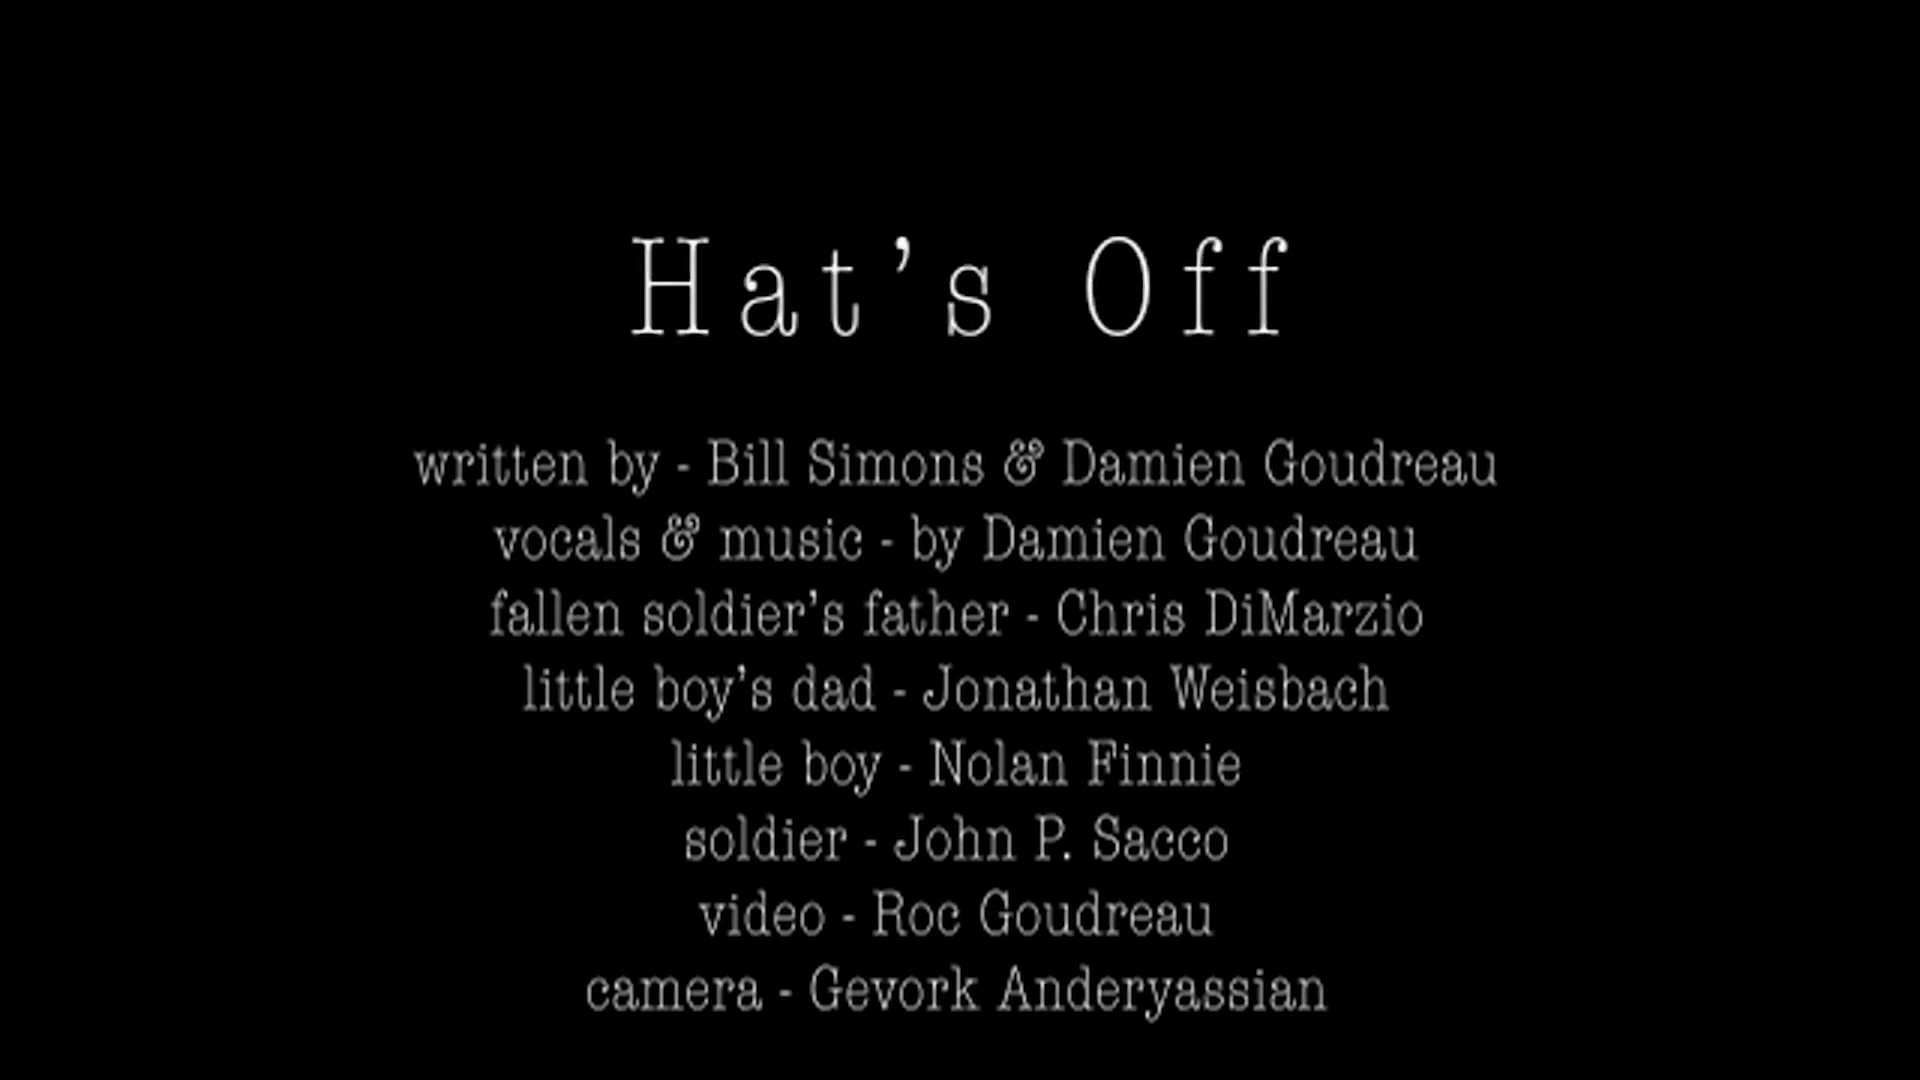 Hat’s Off
written by - Bill Simons & Damien Goudreau
vocals & music - by Damien Goudreau
fallen soldier’s father - Chris DiMarzio
little boy’s dad - Jonathan Weisbach
little boy - Nolan Finnie
soldier - John P. Sacco
video - Roc Goudreau
camera - Gevork Anderyassian